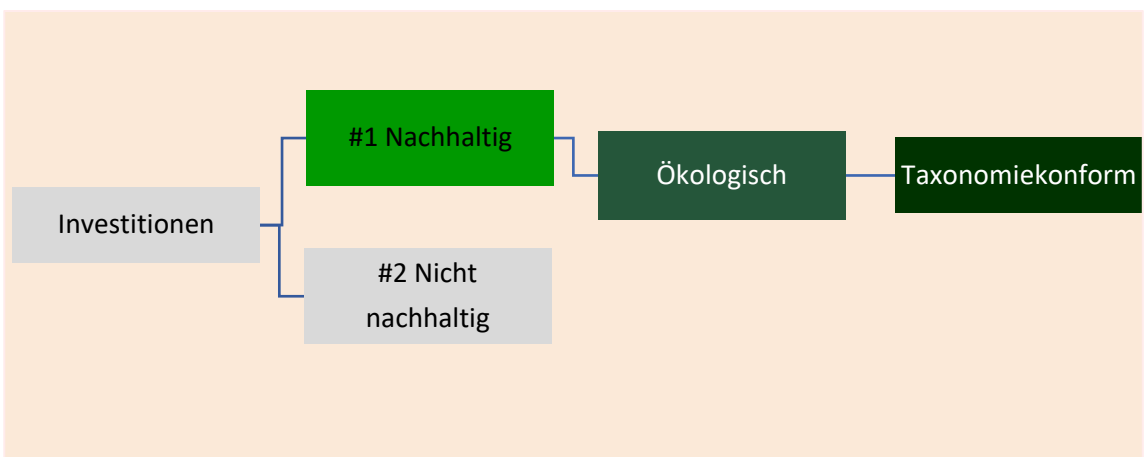 #1 Nachhaltig
Ökologisch
Taxonomiekonform
Investitionen
#2 Nicht
nachhaltig